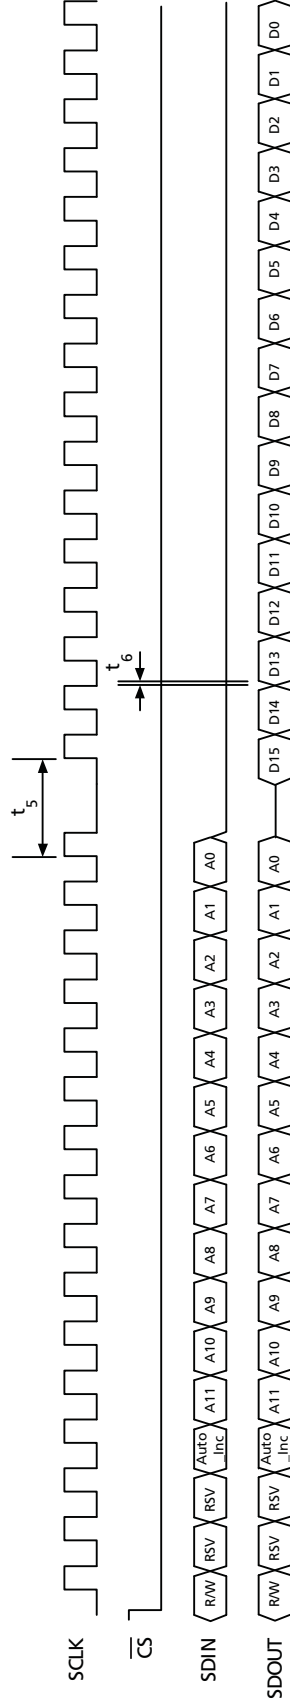 SCLK
t5
CS
t6
SDIN
R/W RSV RSV Auto_Inc A11 A10 A9 A8 A7 A6 A5 A4 A3 A2 A1 A0
SDOUT
R/W RSV RSV Auto_Inc A11 A10 A9 A8 A7 A6 A5 A4 A3 A2 A1 A0 D15 D14 D13 D12 D11 D10 D9 D8 D7 D6 D5 D4 D3 D2 D1 D0